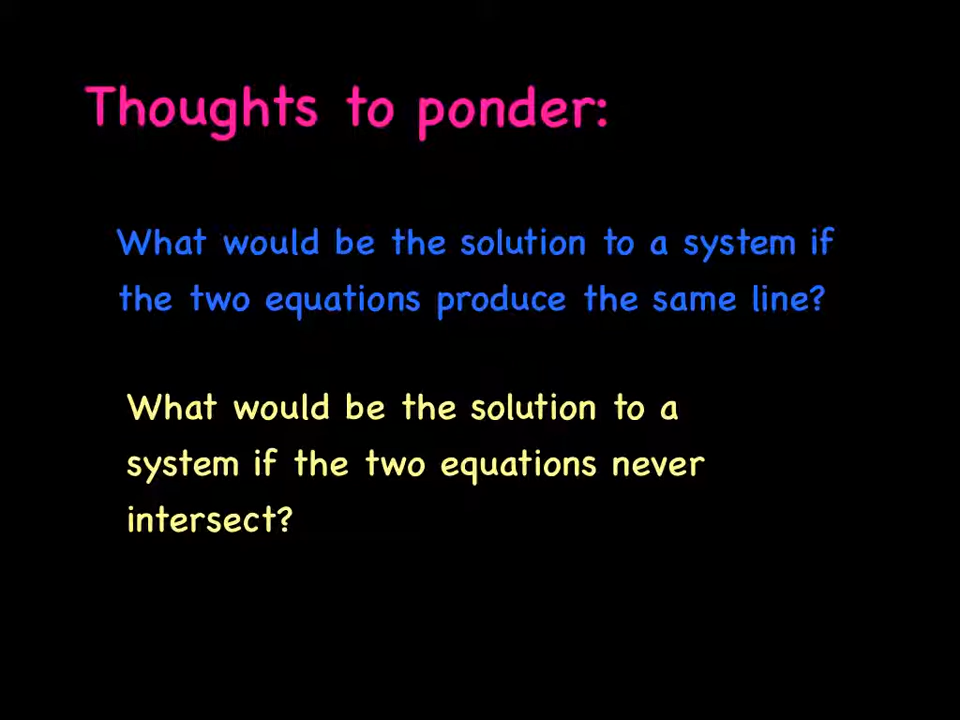 Thoughts to ponder:
What would be the solution to a system if
the two equations produce the same line?
What would be the solution to a
system if the two equations never
intersect?